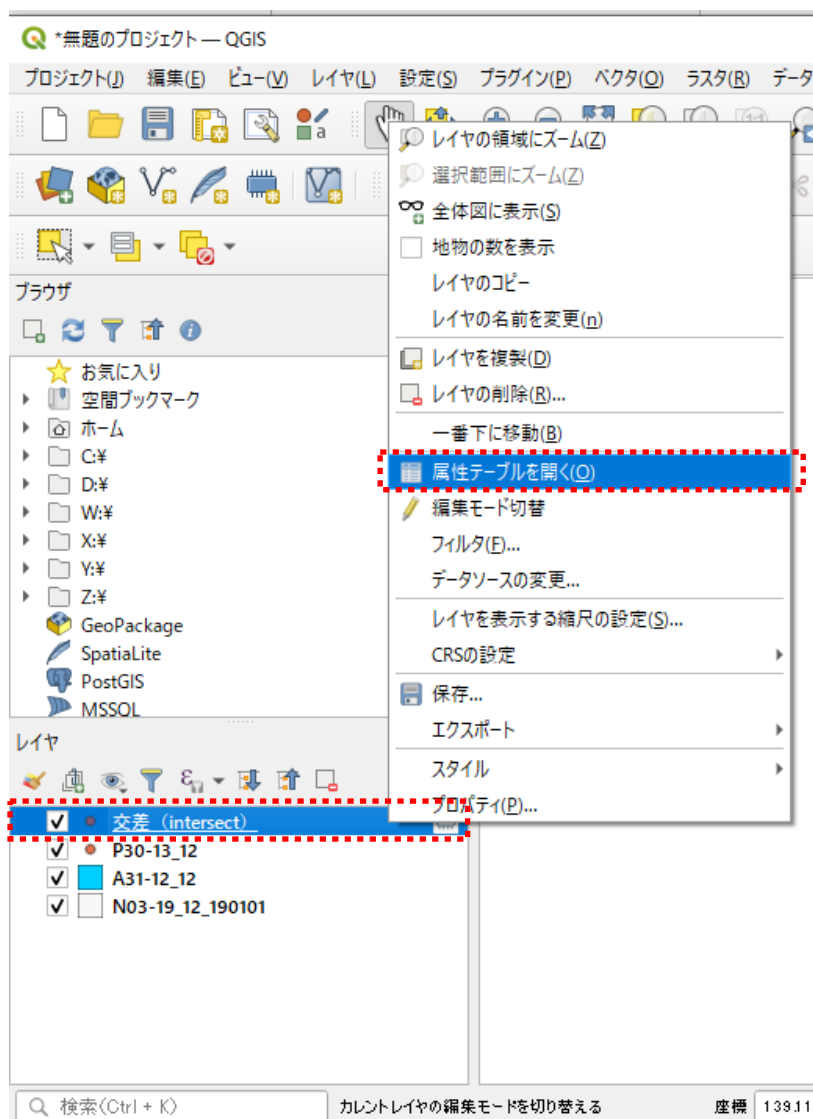 *無題のプロジェクト — QGIS
プロジェクト(J) 編集(E) ビュー(V) レイヤ(L) 設定(S) プラグイン(P) ベクタ(O) ラスタ(R) データ
レイヤの領域にズーム(Z)
選択範囲にズーム(Z)
全体図に表示(S)
地物の数を表示
レイヤのコピー
レイヤの名前を変更(n)
レイヤを複製(D)
レイヤの削除(R)...
一番下に移動(B)
属性テーブルを開く(O)
編集モード切替
フィルタ(F)...
データソースの変更...
レイヤを表示する縮尺の設定(S)...
CRSの設定
保存...
エクスポート
スタイル
プロパティ(P)...
ブラウザ
お気に入り
空間ブックマーク
ホーム
C:¥
D:¥
W:¥
X:¥
Y:¥
Z:¥
GeoPackage
SpatiaLite
PostGIS
MSSQL
レイヤ
交差（intersect）
P30-13_12
A31-12_12
N03-19_12_190101
検索(Ctrl + K) カレントレイヤの編集モードを切り替える 座標 139.11